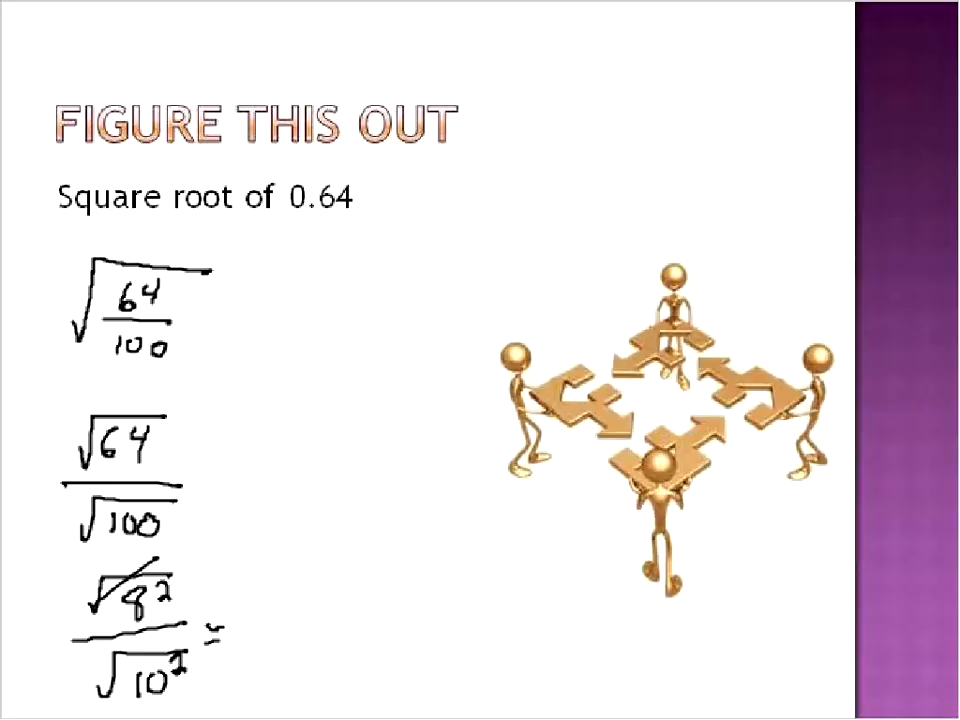 FIGURE THIS OUT
Square root of 0.64
√(64/100)
√64
√100
√8²
√10² =